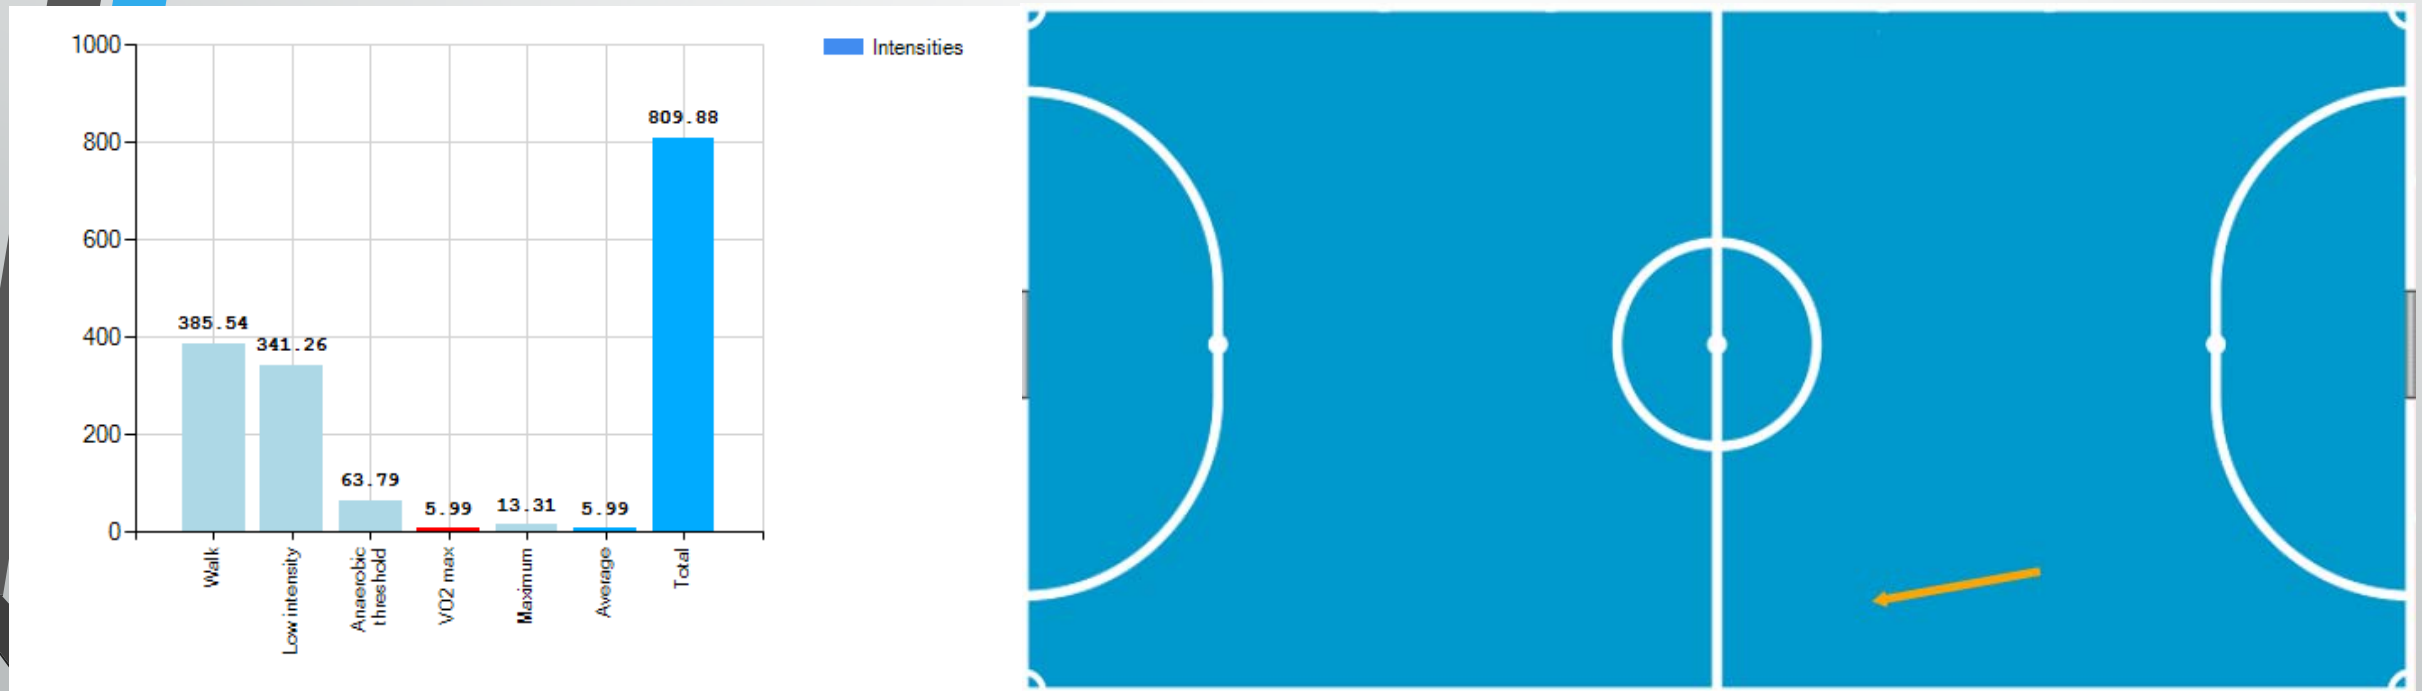 1000
800
600
400
200
0
385.54
341.26
63.79
5.99
13.31
5.99
809.88
Walk
Low intensity
Anaerobic
threshold
VO2 max
Maximum
Average
Total
Intensities